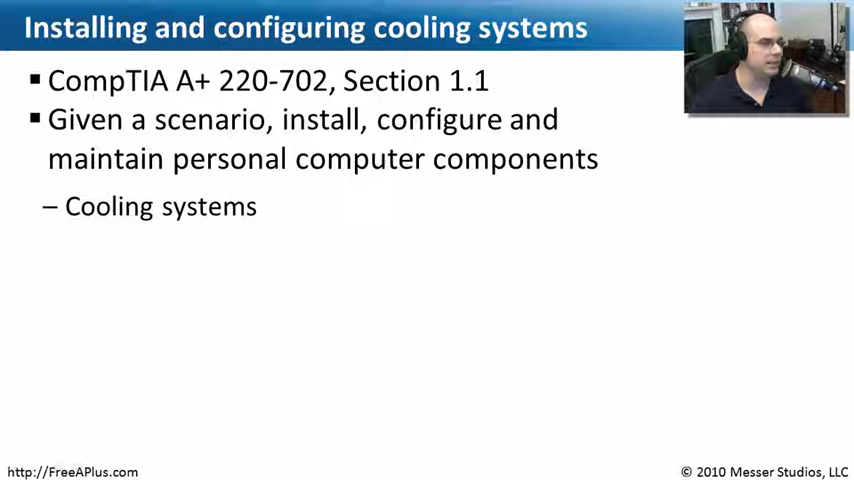 Installing and configuring cooling systems
▪ CompTIA A+ 220-702, Section 1.1
▪ Given a scenario, install, configure and
maintain personal computer components
– Cooling systems
http://FreeAPlus.com
© 2010 Messer Studios, LLC